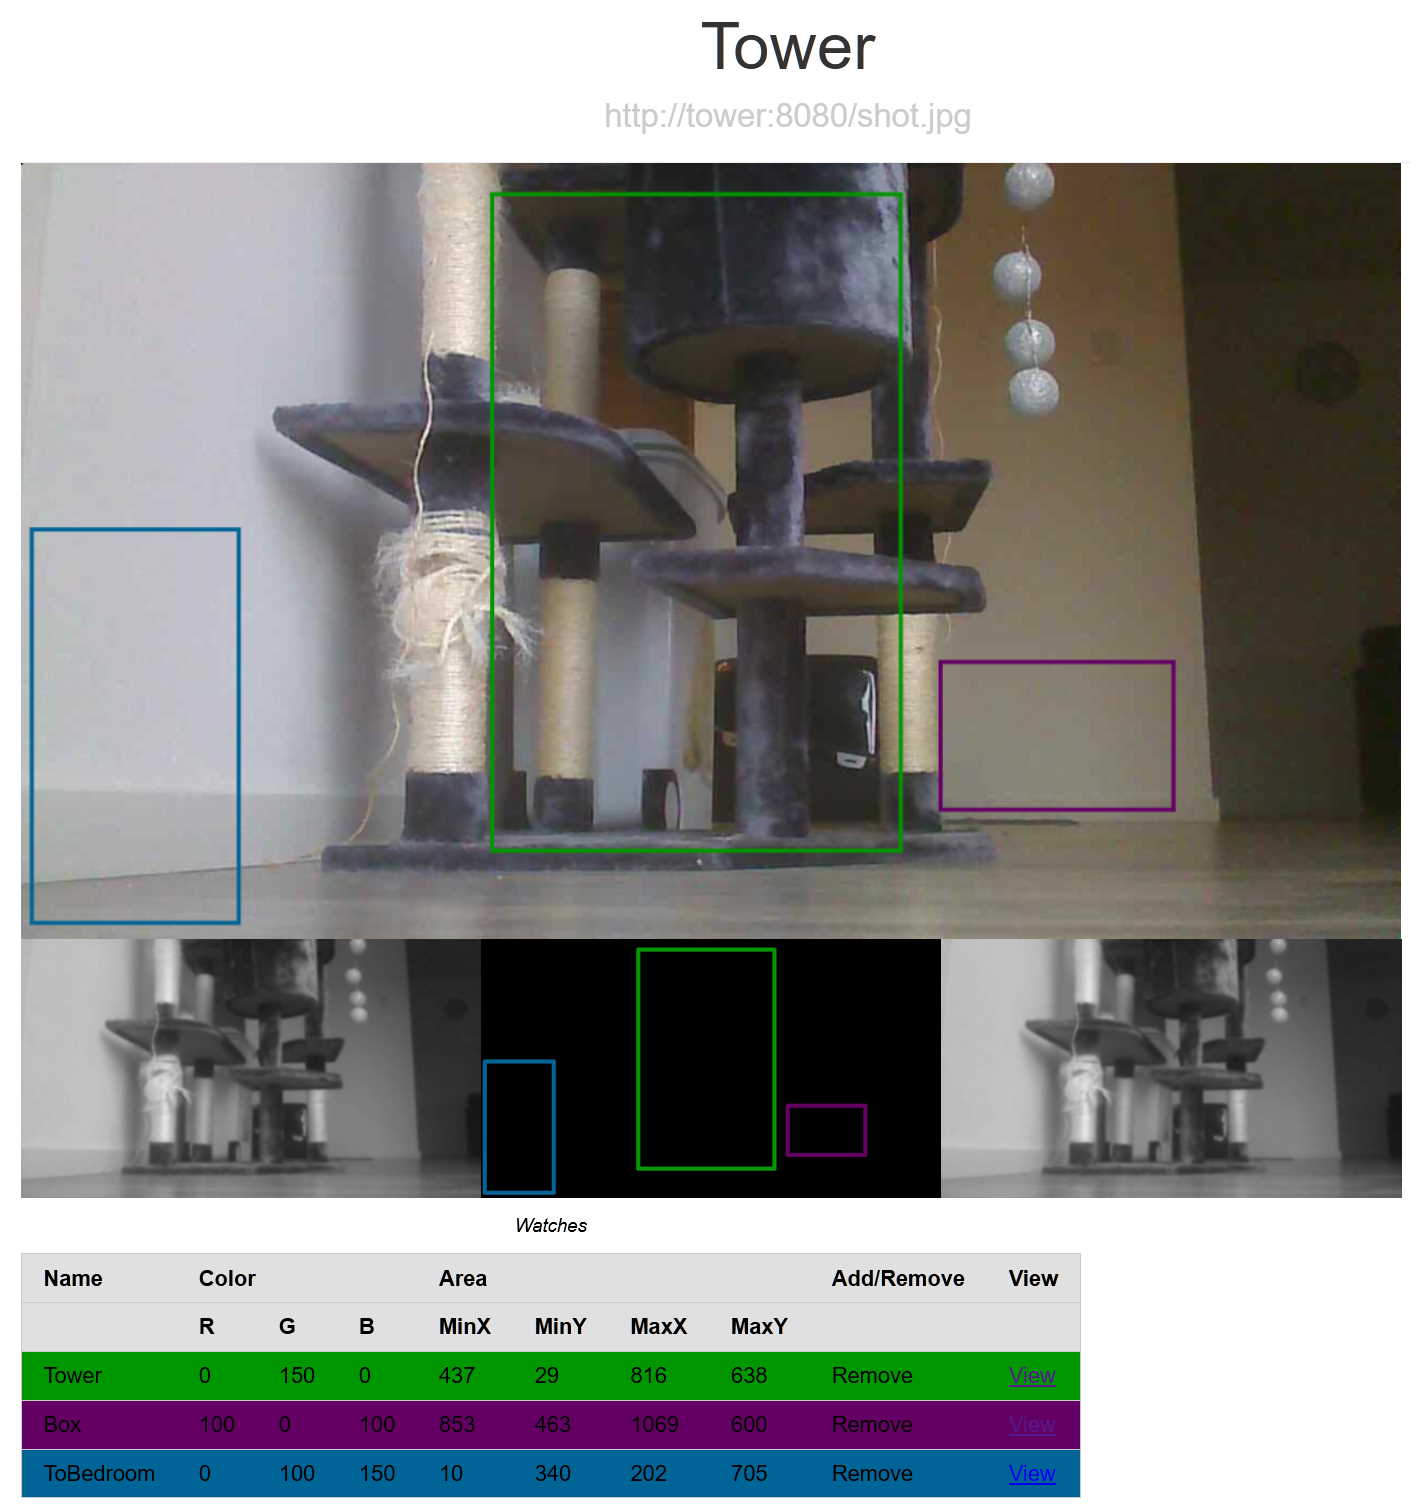 Tower
http://tower:8080/shot.jpg
Watches
Name Color Area Add/Remove View
R G B MinX MinY MaxX MaxY
Tower 0 150 0 437 29 816 638 Remove View
Box 100 0 100 853 463 1069 600 Remove View
ToBedroom 0 100 150 10 340 202 705 Remove View